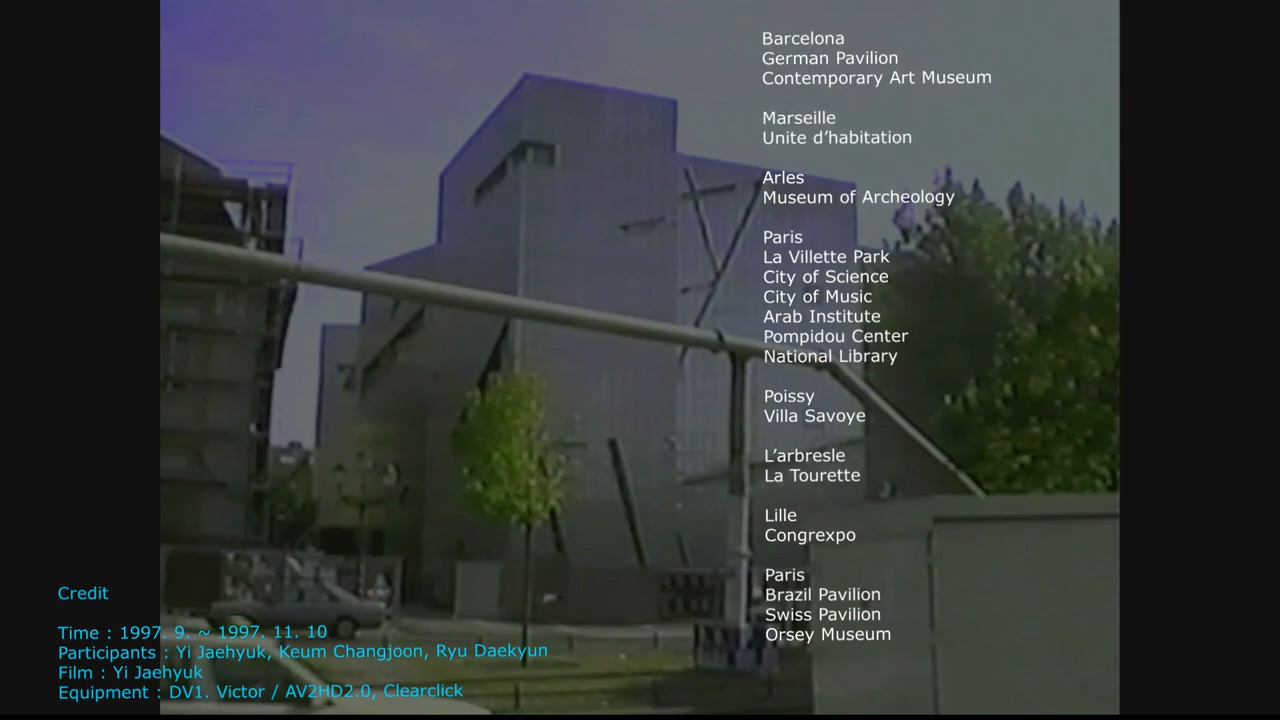 Barcelona
German Pavilion
Contemporary Art Museum
Marseille
Unite d’habitation
Arles
Museum of Archeology
Paris
La Villette Park
City of Science
City of Music
Arab Institute
Pompidou Center
National Library
Poissy
Villa Savoye
L’arbresle
La Tourette
Lille
Congrexpo
Paris
Brazil Pavilion
Swiss Pavilion
Orsey Museum
Credit
Time : 1997. 9. ~ 1997. 11. 10
Participants : Yi Jaehyuk, Keum Changjoon, Ryu Daekyun
Film : Yi Jaehyuk
Equipment : DV1. Victor / AV2HD2.0, Clearclick